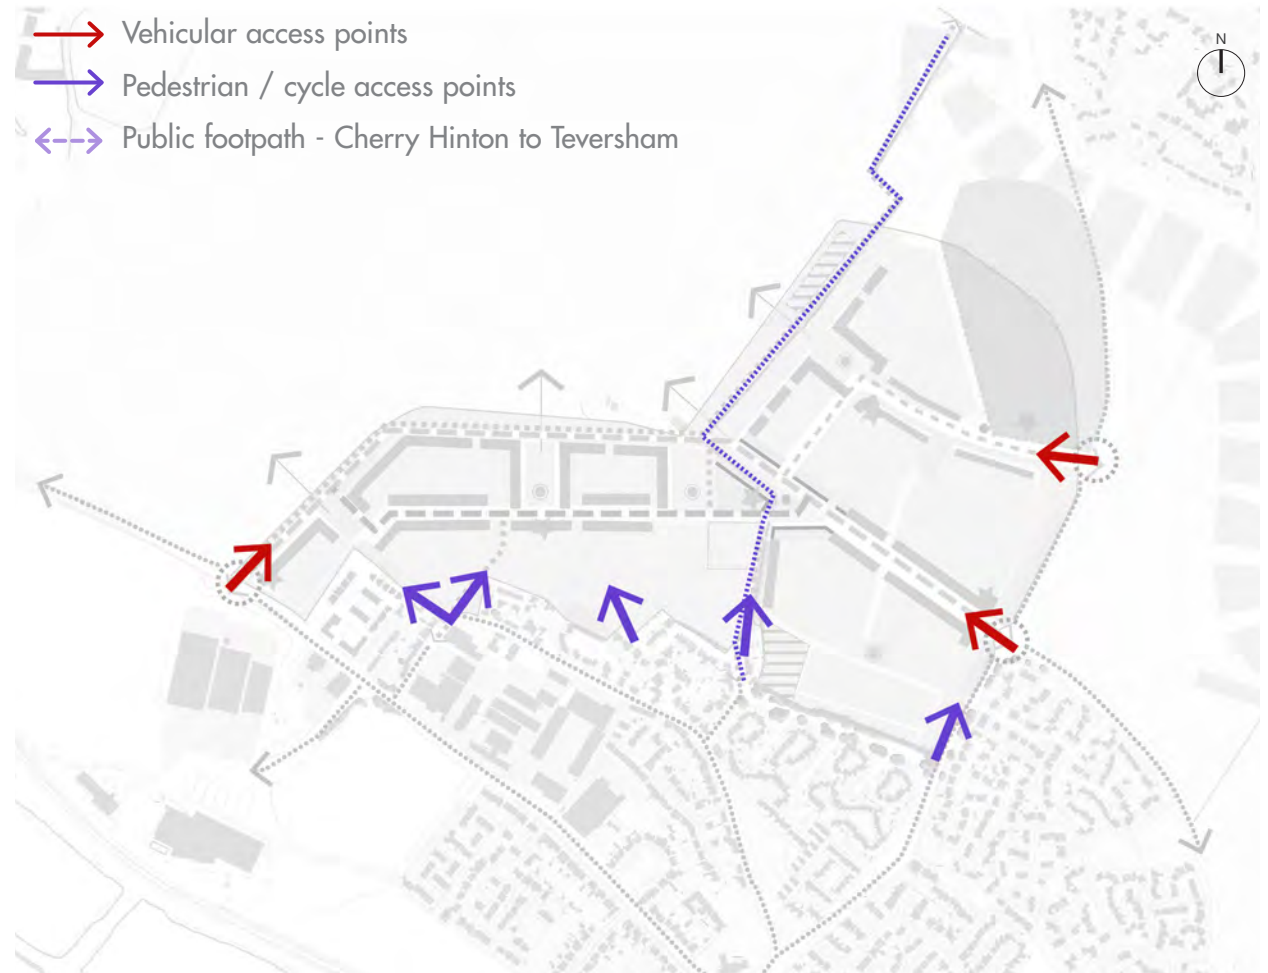 Vehicular access points
N
Pedestrian / cycle access points
Public footpath - Cherry Hinton to Teversham